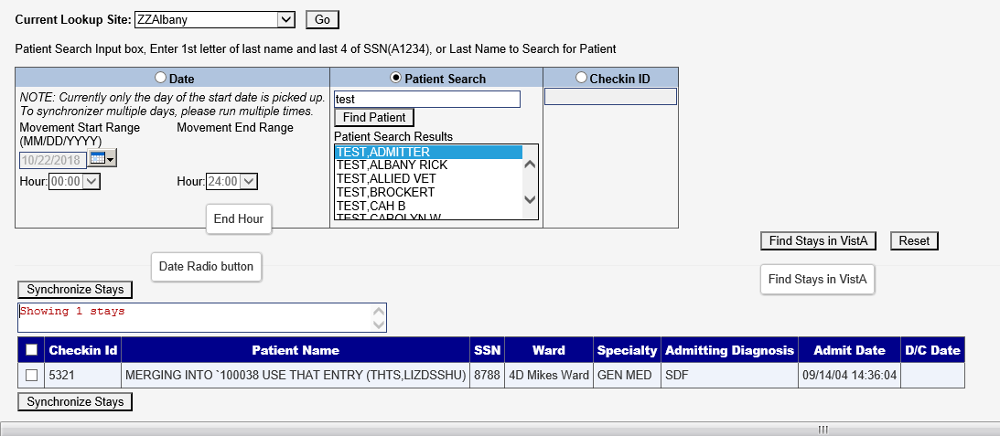 Current Lookup Site: ZZAlbany Go
Patient Search Input box, Enter 1st letter of last name and last 4 of SSN(A1234), or Last Name to Search for Patient
Date Patient Search Checkin ID
NOTE: Currently only the day of the start date is picked up.
To synchronizer multiple days, please run multiple times.
Movement Start Range Movement End Range
(MM/DD/YYYY)
10/22/2018
Hour: 00:00 Hour: 24:00
test
Find Patient
Patient Search Results
TEST,ADMITTER
TEST,ALBANY RICK
TEST,ALLIED VET
TEST,BROCKERT
TEST,CAH B
TEST,CAROLYN W
End Hour
Find Stays in VistA Reset
Date Radio button
Find Stays in VistA
Synchronize Stays
Showing 1 stays
Checkin Id Patient Name SSN Ward Specialty Admitting Diagnosis Admit Date D/C Date
5321 MERGING INTO `100038 USE THAT ENTRY (THTS,LIZDSSHU) 8788 4D Mikes Ward GEN MED SDF 09/14/04 14:36:04
Synchronize Stays